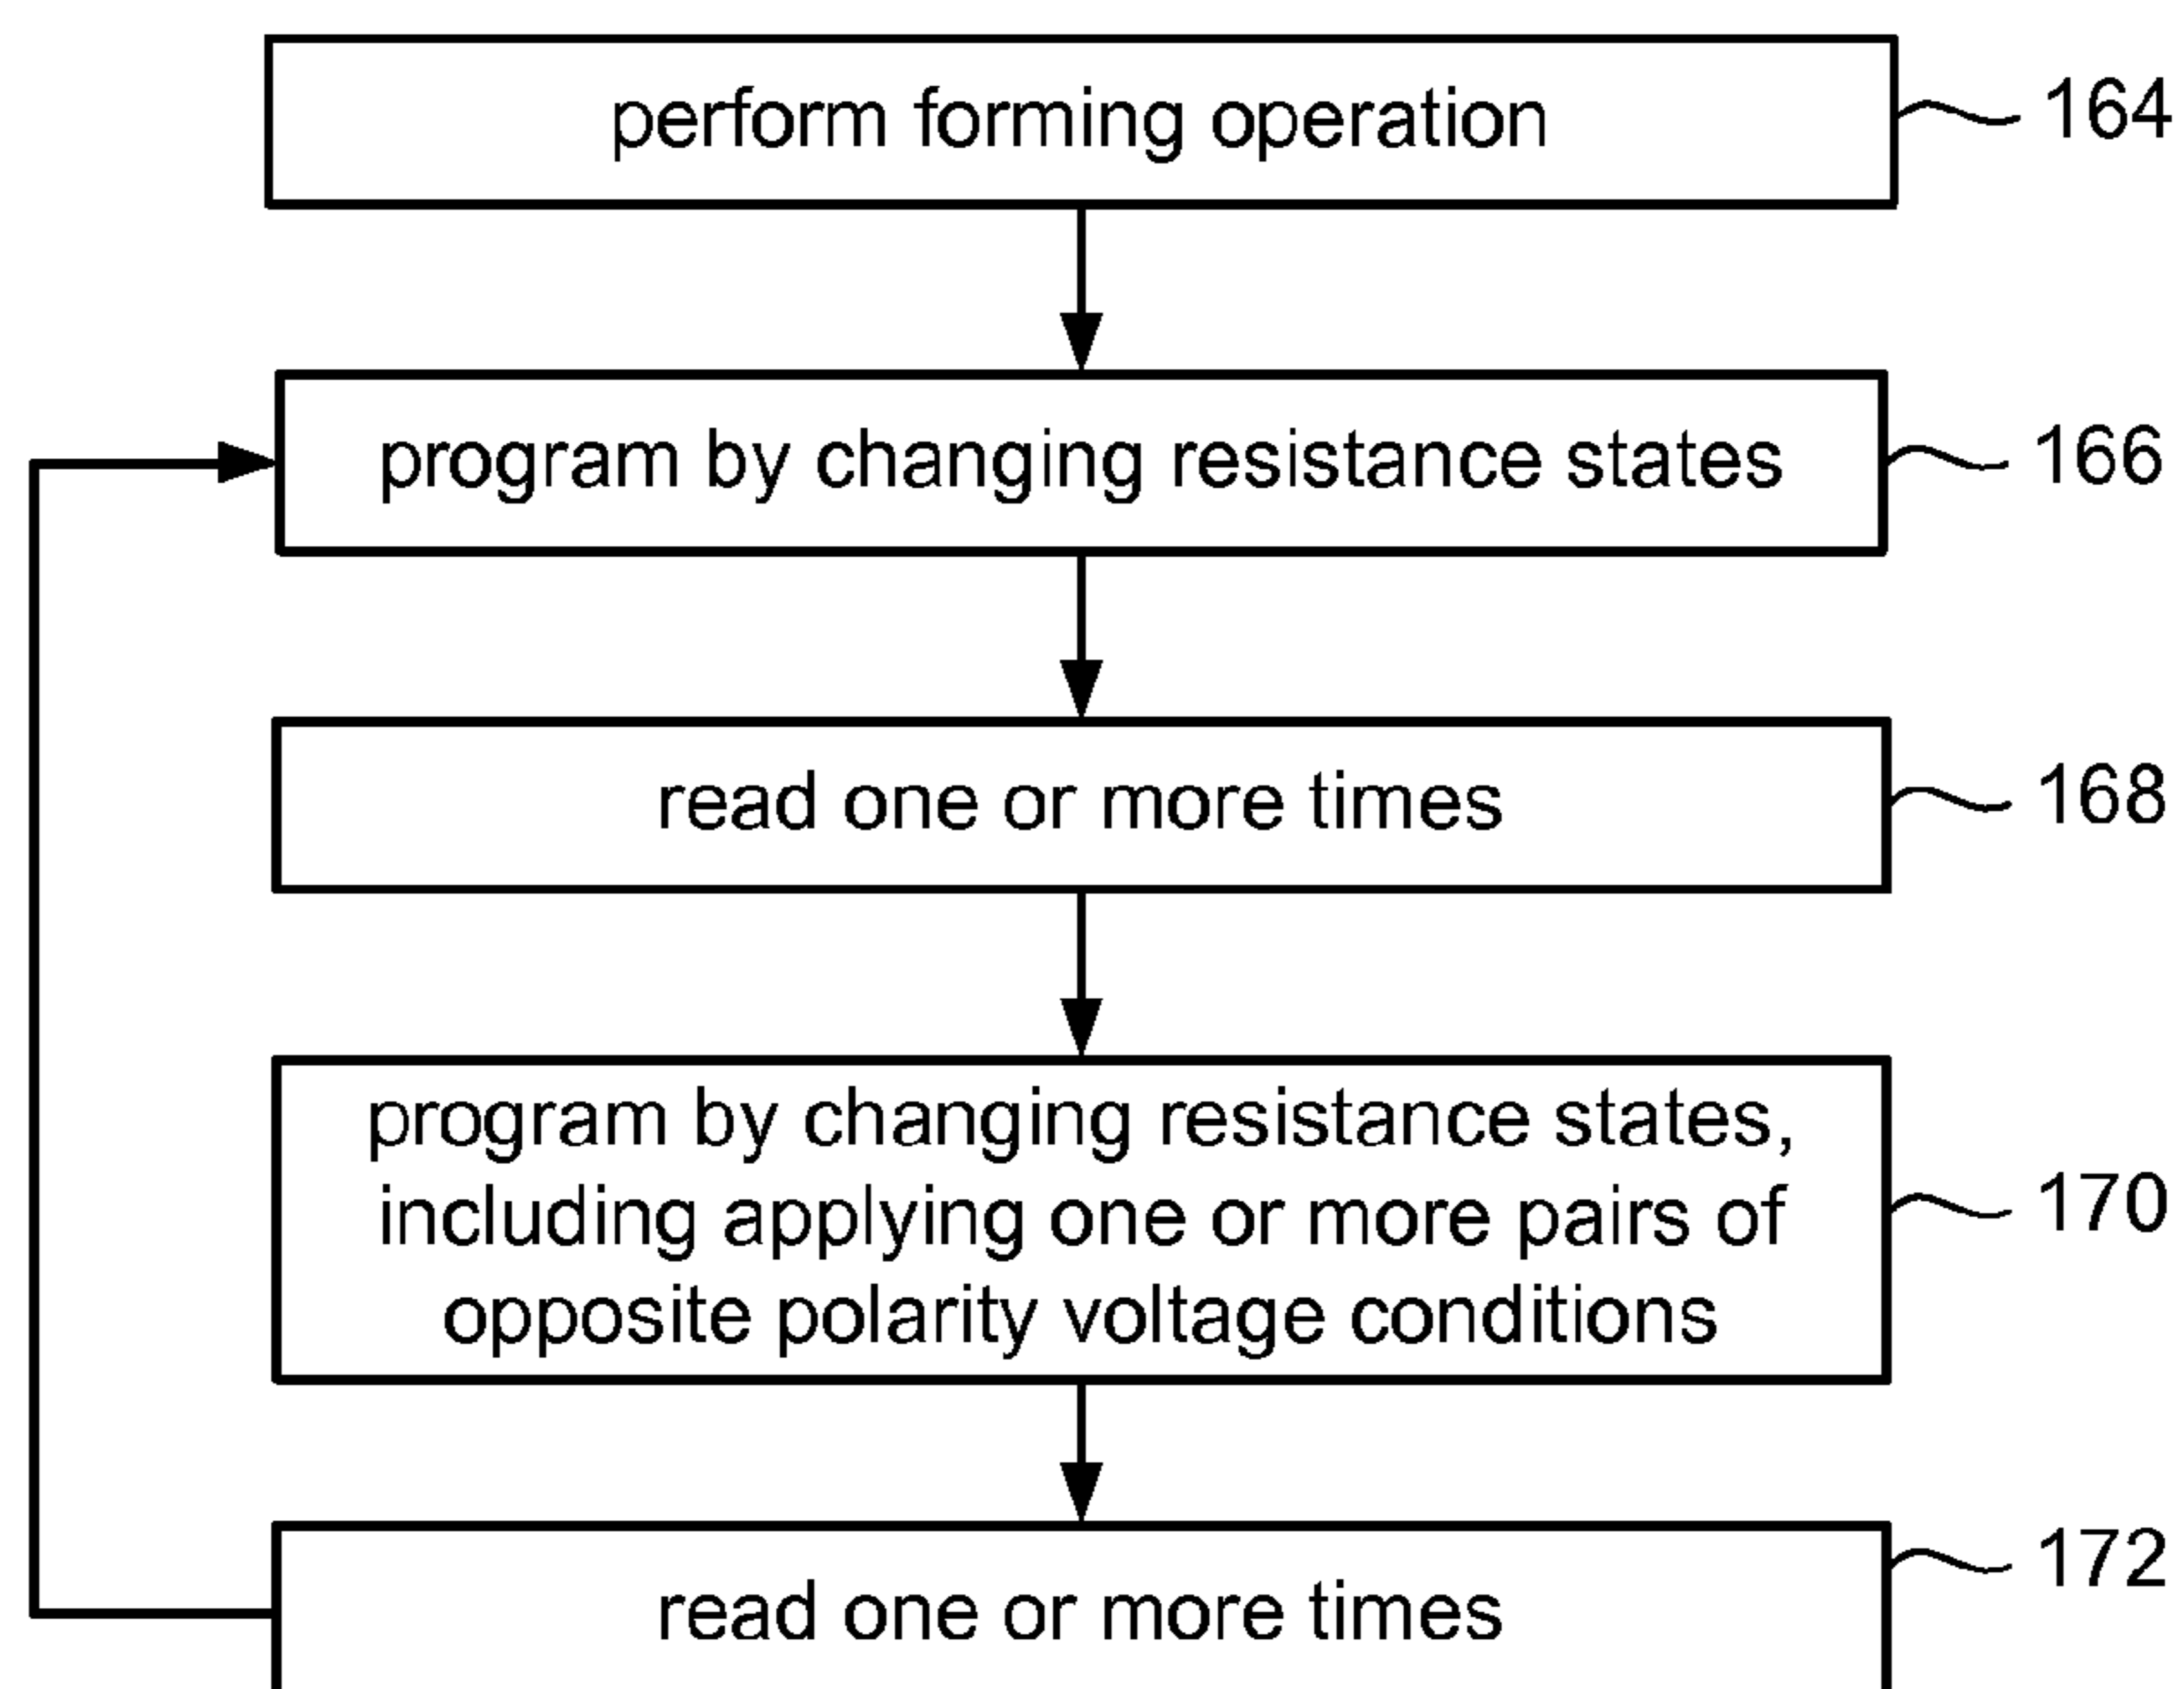 perform forming operation
164
program by changing resistance states
166
read one or more times
168
program by changing resistance states,
including applying one or more pairs of
opposite polarity voltage conditions
170
read one or more times
172